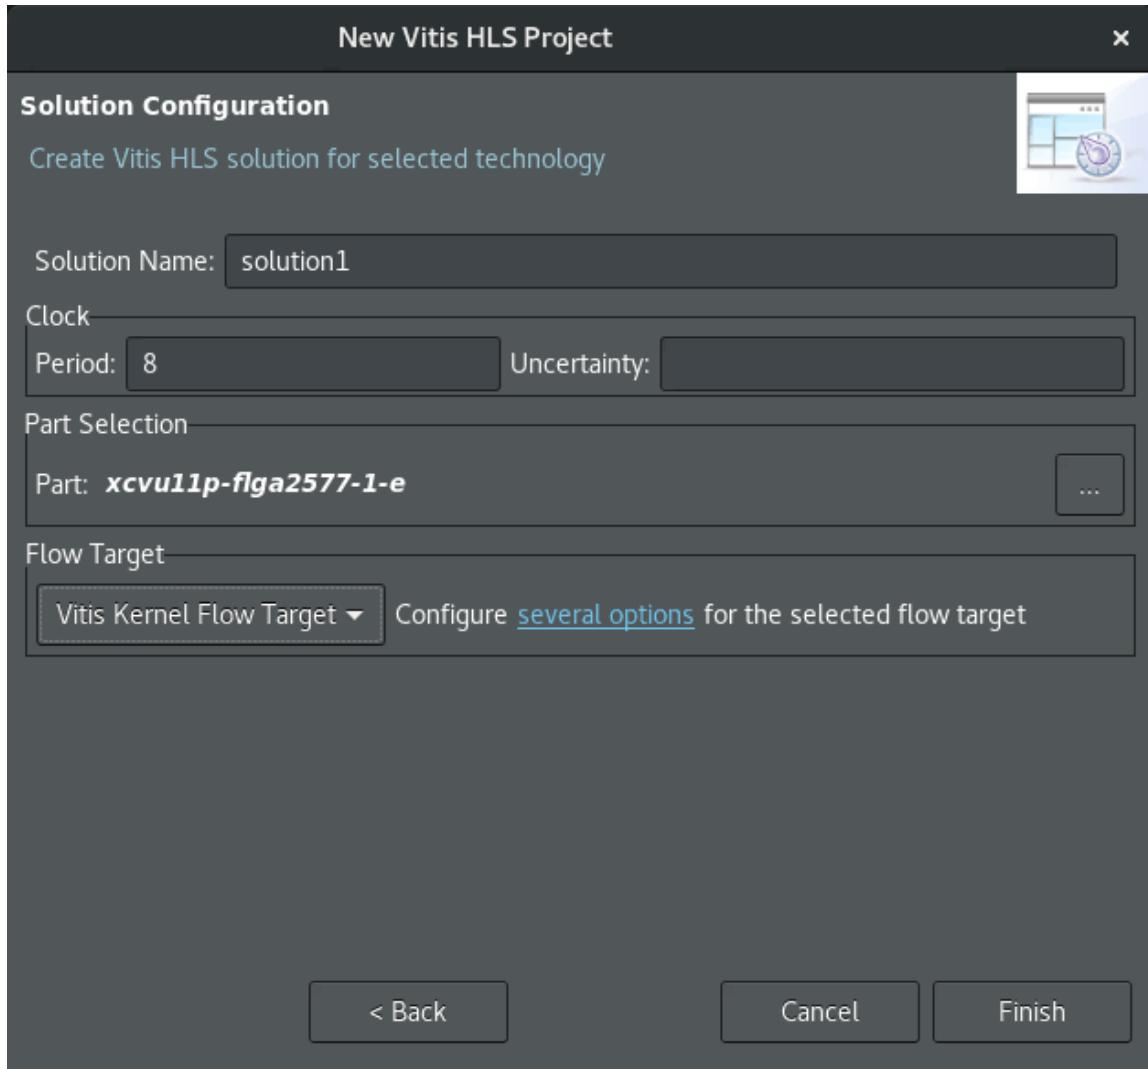 New Vitis HLS Project ×
Solution Configuration
Create Vitis HLS solution for selected technology
Solution Name: solution1
Clock
Period: 8 Uncertainty:
Part Selection
Part: xcvu11p-flga2577-1-e ...
Flow Target
Vitis Kernel Flow Target Configure several options for the selected flow target
< Back Cancel Finish